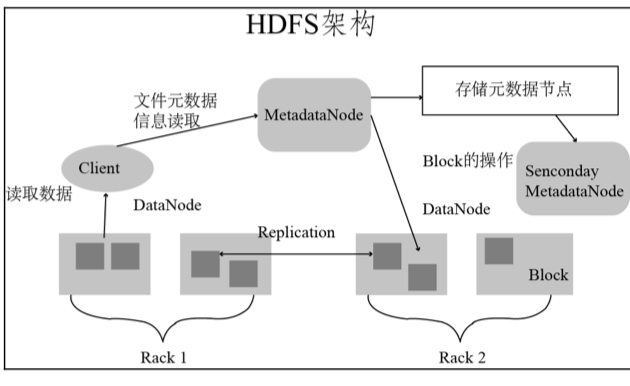 HDFS架构
文件元数据
信息读取
MetadataNode
存储元数据节点
Client
Block的操作
Senconday
MetadataNode
读取数据
DataNode
DataNode
Replication
Block
Rack 1
Rack 2